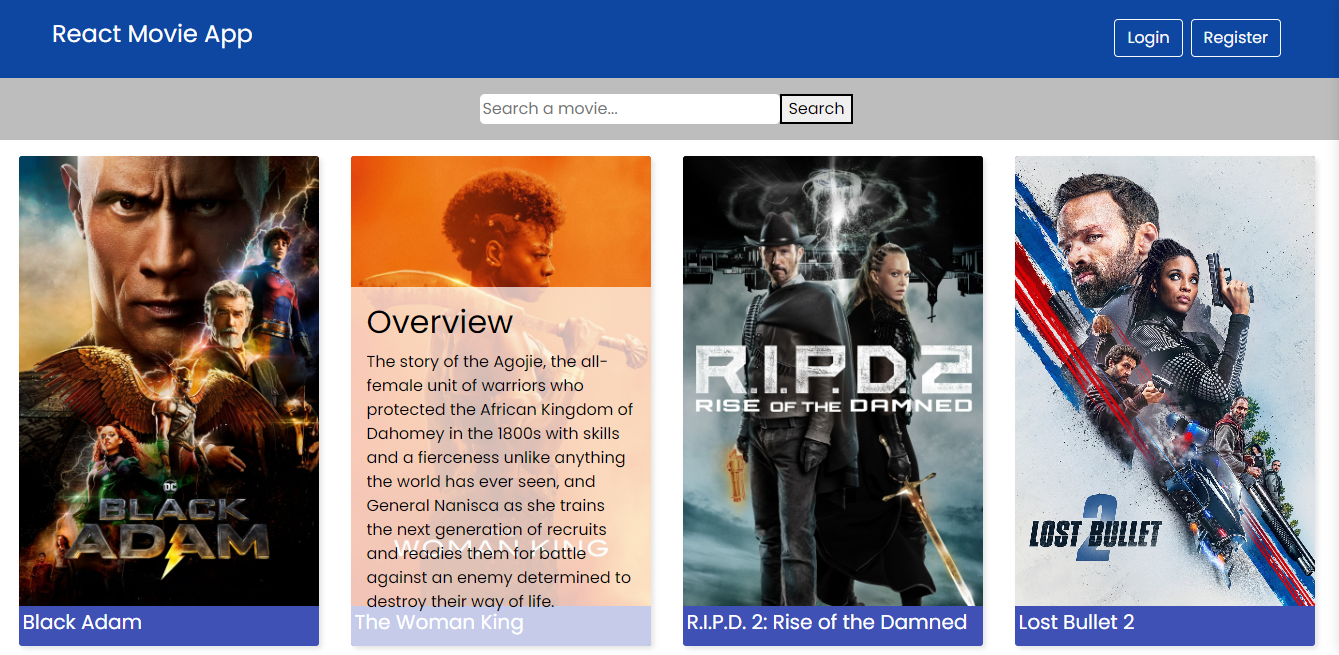 React Movie App
Login
Register
Search a movie...
Search
DC
BLACK
ADAM
Black Adam
Overview
The story of the Agojie, the all-
female unit of warriors who
protected the African Kingdom of
Dahomey in the 1800s with skills
and a fierceness unlike anything
the world has ever seen, and
General Nanisca as she trains
the next generation of recruits
and readies them for battle
against an enemy determined to
destroy their way of life.
WOMAN KING
The Woman King
R.I.P.D. 2
RISE OF THE DAMNED
R.I.P.D. 2: Rise of the Damned
LOST BULLET
2
Lost Bullet 2